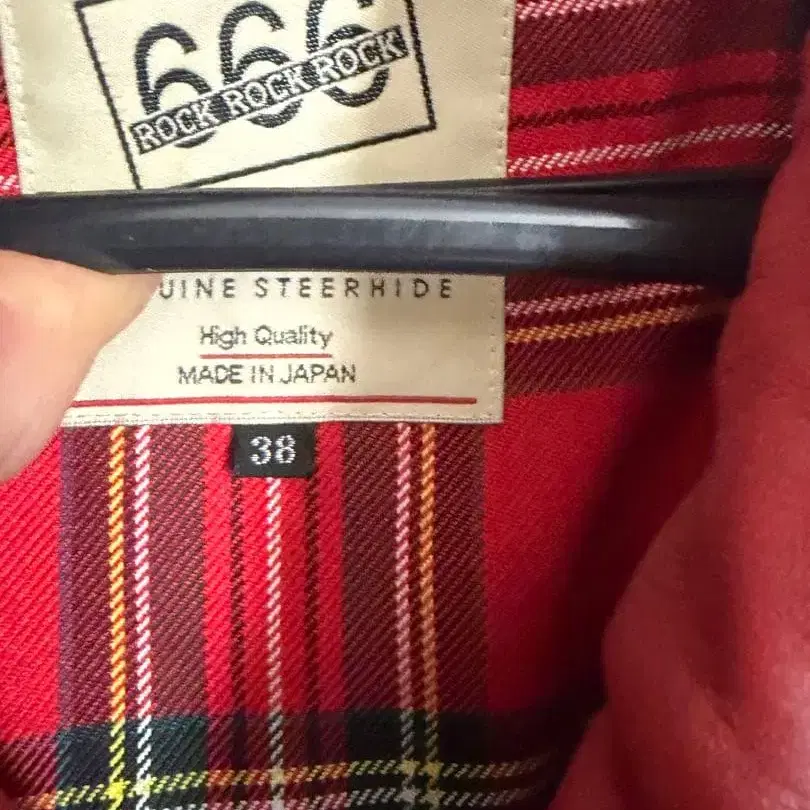 666
ROCK ROCK ROCK
UINE STEERHIDE
High Quality
MADE IN JAPAN
38